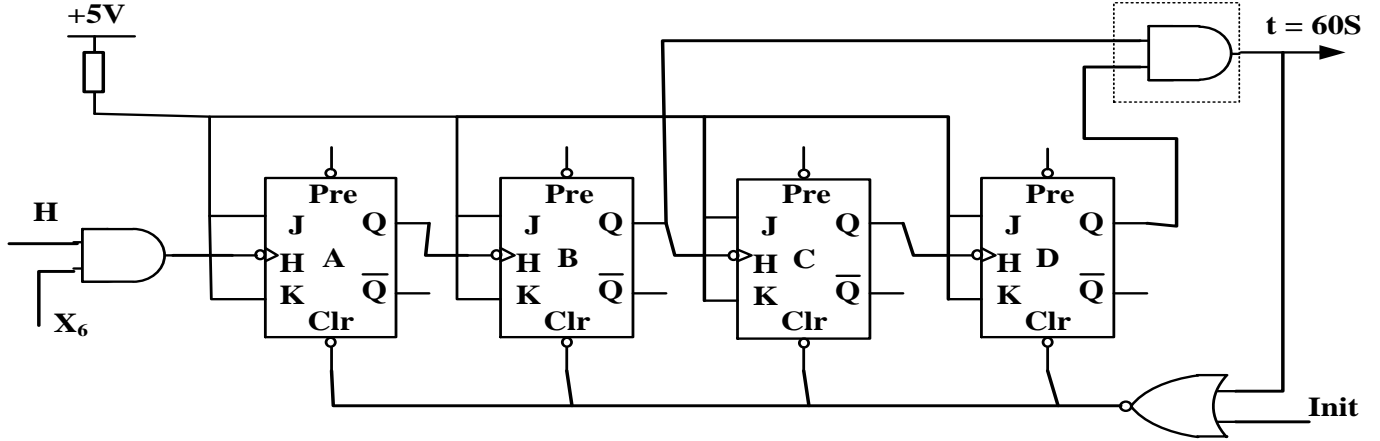 +5V
t = 60S
H
X₆
Pre
J Q
H A
K Q̅
Clr
Pre
J Q
H B
K Q̅
Clr
Pre
J Q
H C
K Q̅
Clr
Pre
J Q
H D
K Q̅
Clr
Init